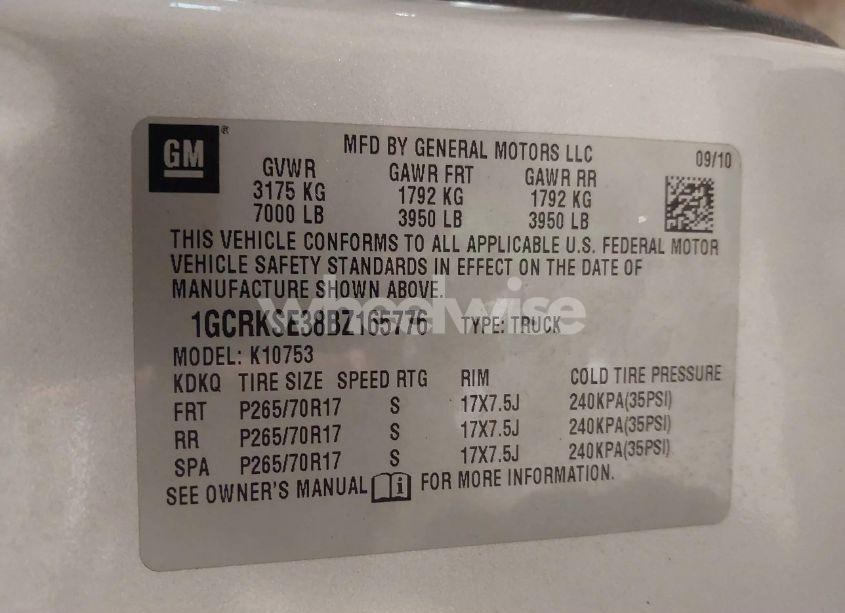 GM
®
MFD BY GENERAL MOTORS LLC 09/10
GVWR GAWR FRT GAWR RR
3175 KG 1792 KG 1792 KG
7000 LB 3950 LB 3950 LB
THIS VEHICLE CONFORMS TO ALL APPLICABLE U.S. FEDERAL MOTOR
VEHICLE SAFETY STANDARDS IN EFFECT ON THE DATE OF
MANUFACTURE SHOWN ABOVE.
wheelwise
1GCRKSE38BZ165776 TYPE: TRUCK
MODEL: K10753
KDKQ TIRE SIZE SPEED RTG RIM COLD TIRE PRESSURE
FRT P265/70R17 S 17X7.5J 240KPA(35PSI)
RR P265/70R17 S 17X7.5J 240KPA(35PSI)
SPA P265/70R17 S 17X7.5J 240KPA(35PSI)
SEE OWNER'S MANUAL i FOR MORE INFORMATION.